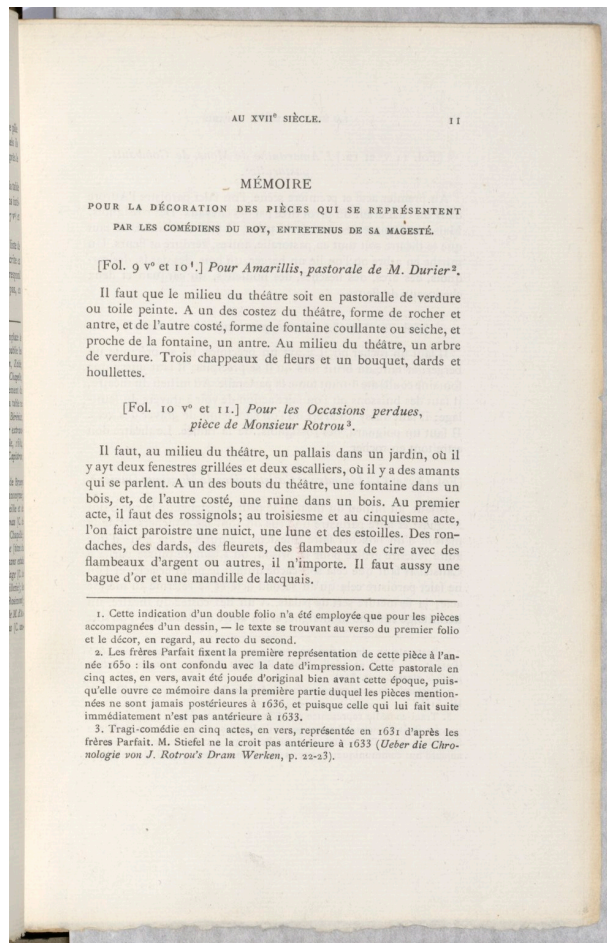 AU XVIIe SIÈCLE. 11
MÉMOIRE
POUR LA DÉCORATION DES PIÈCES QUI SE REPRÉSENTENT
PAR LES COMÉDIENS DU ROY, ENTRETENUS DE SA MAGESTÉ.
[Fol. 9 vo et 10¹.] Pour Amarillis, pastorale de M. Durier².
Il faut que le milieu du théâtre soit en pastoralle de verdure
ou toile peinte. A un des costez du théâtre, forme de rocher et
antre, et de l'autre costé, forme de fontaine coullante ou seiche, et
proche de la fontaine, un antre. Au milieu du théâtre, un arbre
de verdure. Trois chappeaux de fleurs et un bouquet, dards et
houllettes.
[Fol. 10 vo et 11.] Pour les Occasions perdues,
pièce de Monsieur Rotrou³.
Il faut, au milieu du théâtre, un pallais dans un jardin, où il
y ayt deux fenestres grillées et deux escalliers, où il y a des amants
qui se parlent. A un des bouts du théâtre, une fontaine dans un
bois, et, de l'autre costé, une ruine dans un bois. Au premier
acte, il faut des rossignols; au troisiesme et au cinquiesme acte,
l'on faict paroistre une nuict, une lune et des estoilles. Des ron-
daches, des dards, des fleurets, des flambeaux de cire avec des
flambeaux d'argent ou autres, il n'importe. Il faut aussy une
bague d'or et une mandille de lacquais.
1. Cette indication d'un double folio n'a été employée que pour les pièces
accompagnées d'un dessin, — le texte se trouvant au verso du premier folio
et le décor, en regard, au recto du second.
2. Les frères Parfait fixent la première représentation de cette pièce à l'an-
née 1650 : ils ont confondu avec la date d'impression. Cette pastorale en
cinq actes, en vers, avait été jouée d'original bien avant cette époque, puis-
qu'elle ouvre ce mémoire dans la première partie duquel les pièces mention-
nées ne sont jamais postérieures à 1636, et puisque celle qui lui fait suite
immédiatement n'est pas antérieure à 1633.
3. Tragi-comédie en cinq actes, en vers, représentée en 1631 d'après les
frères Parfait. M. Stiefel ne la croit pas antérieure à 1633 (Ueber die Chro-
nologie von J. Rotrou's Dram Werken, p. 22-23).